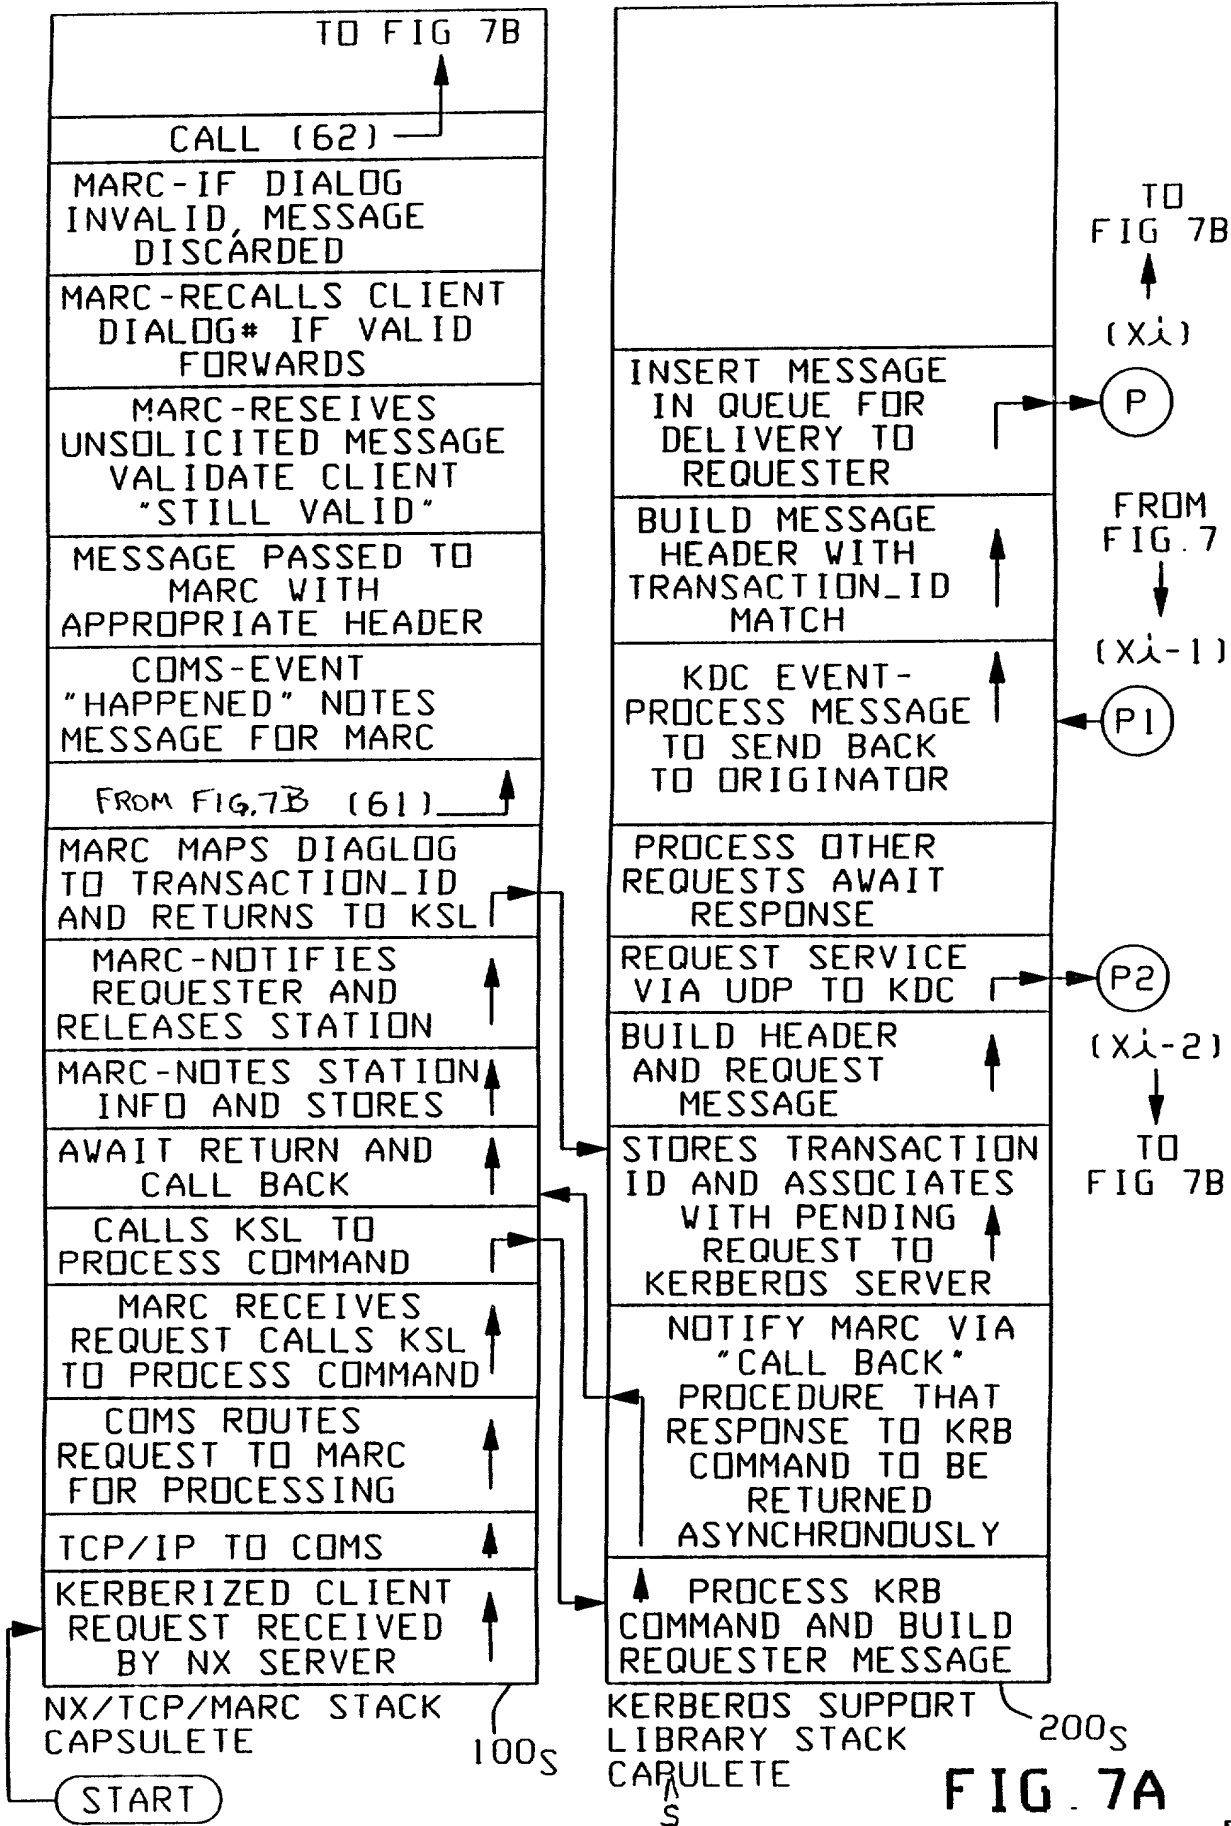 TO FIG 7B
CALL (62)
MARC-IF DIALOG
INVALID, MESSAGE
DISCARDED
MARC-RECALLS CLIENT
DIALOG# IF VALID
FORWARDS
MARC-RESEIVES
UNSOLICITED MESSAGE
VALIDATE CLIENT
"STILL VALID"
MESSAGE PASSED TO
MARC WITH
APPROPRIATE HEADER
COMS-EVENT
"HAPPENED" NOTES
MESSAGE FOR MARC
FROM FIG.7B (61)
MARC MAPS DIAGLOG
TO TRANSACTION_ID
AND RETURNS TO KSL
MARC-NOTIFIES
REQUESTER AND
RELEASES STATION
MARC-NOTES STATION
INFO AND STORES
AWAIT RETURN AND
CALL BACK
CALLS KSL TO
PROCESS COMMAND
MARC RECEIVES
REQUEST CALLS KSL
TO PROCESS COMMAND
COMS ROUTES
REQUEST TO MARC
FOR PROCESSING
TCP/IP TO COMS
KERBERIZED CLIENT
REQUEST RECEIVED
BY NX SERVER
NX/TCP/MARC STACK
CAPSULETE
100S
START
INSERT MESSAGE
IN QUEUE FOR
DELIVERY TO
REQUESTER
BUILD MESSAGE
HEADER WITH
TRANSACTION_ID
MATCH
KDC EVENT-
PROCESS MESSAGE
TO SEND BACK
TO ORIGINATOR
PROCESS OTHER
REQUESTS AWAIT
RESPONSE
REQUEST SERVICE
VIA UDP TO KDC
BUILD HEADER
AND REQUEST
MESSAGE
STORES TRANSACTION
ID AND ASSOCIATES
WITH PENDING
REQUEST TO
KERBEROS SERVER
NOTIFY MARC VIA
"CALL BACK"
PROCEDURE THAT
RESPONSE TO KRB
COMMAND TO BE
RETURNED
ASYNCHRONOUSLY
PROCESS KRB
COMMAND AND BUILD
REQUESTER MESSAGE
KERBEROS SUPPORT
LIBRARY STACK
CAPULETE
S
200S
TO
FIG 7B
(Xi)
P
FROM
FIG.7
(Xi-1)
P1
P2
(Xi-2)
TO
FIG 7B
FIG. 7A